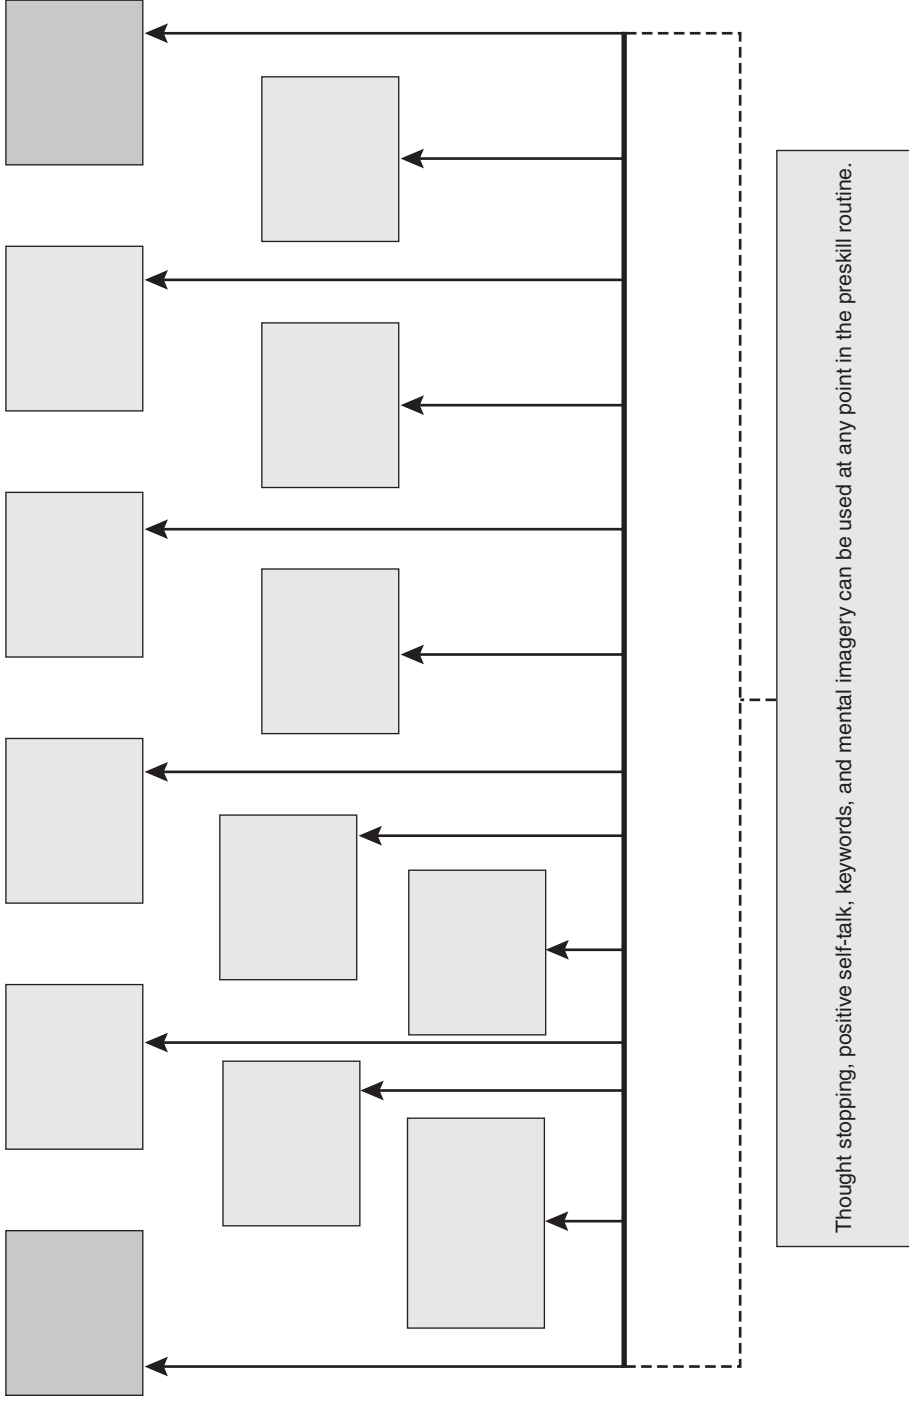 Thought stopping, positive self-talk, keywords, and mental imagery can be used at any point in the preskill routine.